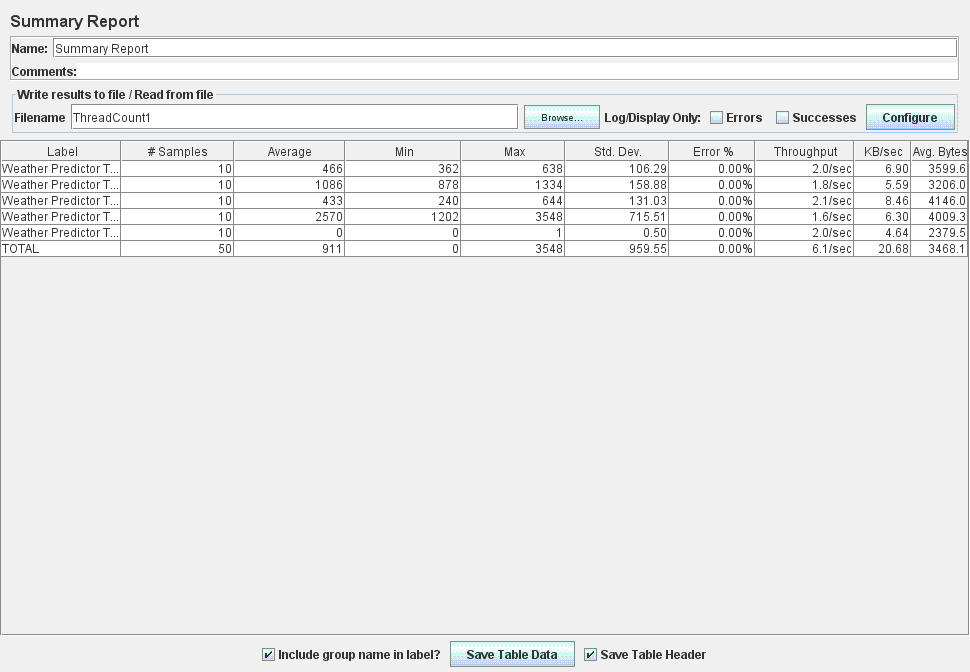 Summary Report
Name: Summary Report
Comments:
Write results to file / Read from file
Filename ThreadCount1 Browse... Log/Display Only: Errors Successes Configure
Label # Samples Average Min Max Std. Dev. Error % Throughput KB/sec Avg. Bytes
Weather Predictor T... 10 466 362 638 106.29 0.00% 2.0/sec 6.90 3599.6
Weather Predictor T... 10 1086 878 1334 158.88 0.00% 1.8/sec 5.59 3206.0
Weather Predictor T... 10 433 240 644 131.03 0.00% 2.1/sec 8.46 4146.0
Weather Predictor T... 10 2570 1202 3548 715.51 0.00% 1.6/sec 6.30 4009.3
Weather Predictor T... 10 0 0 1 0.50 0.00% 2.0/sec 4.64 2379.5
TOTAL 50 911 0 3548 959.55 0.00% 6.1/sec 20.68 3468.1
Include group name in label? Save Table Data Save Table Header